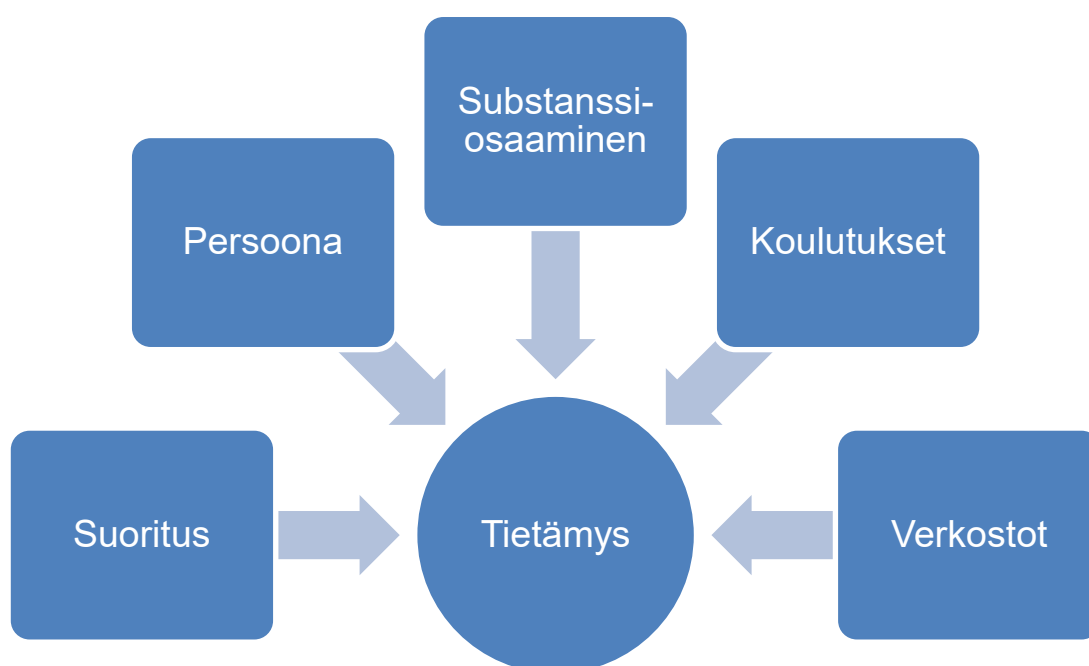 Substanssi-
osaaminen
Persoona
Koulutukset
Suoritus
Tietämys
Verkostot